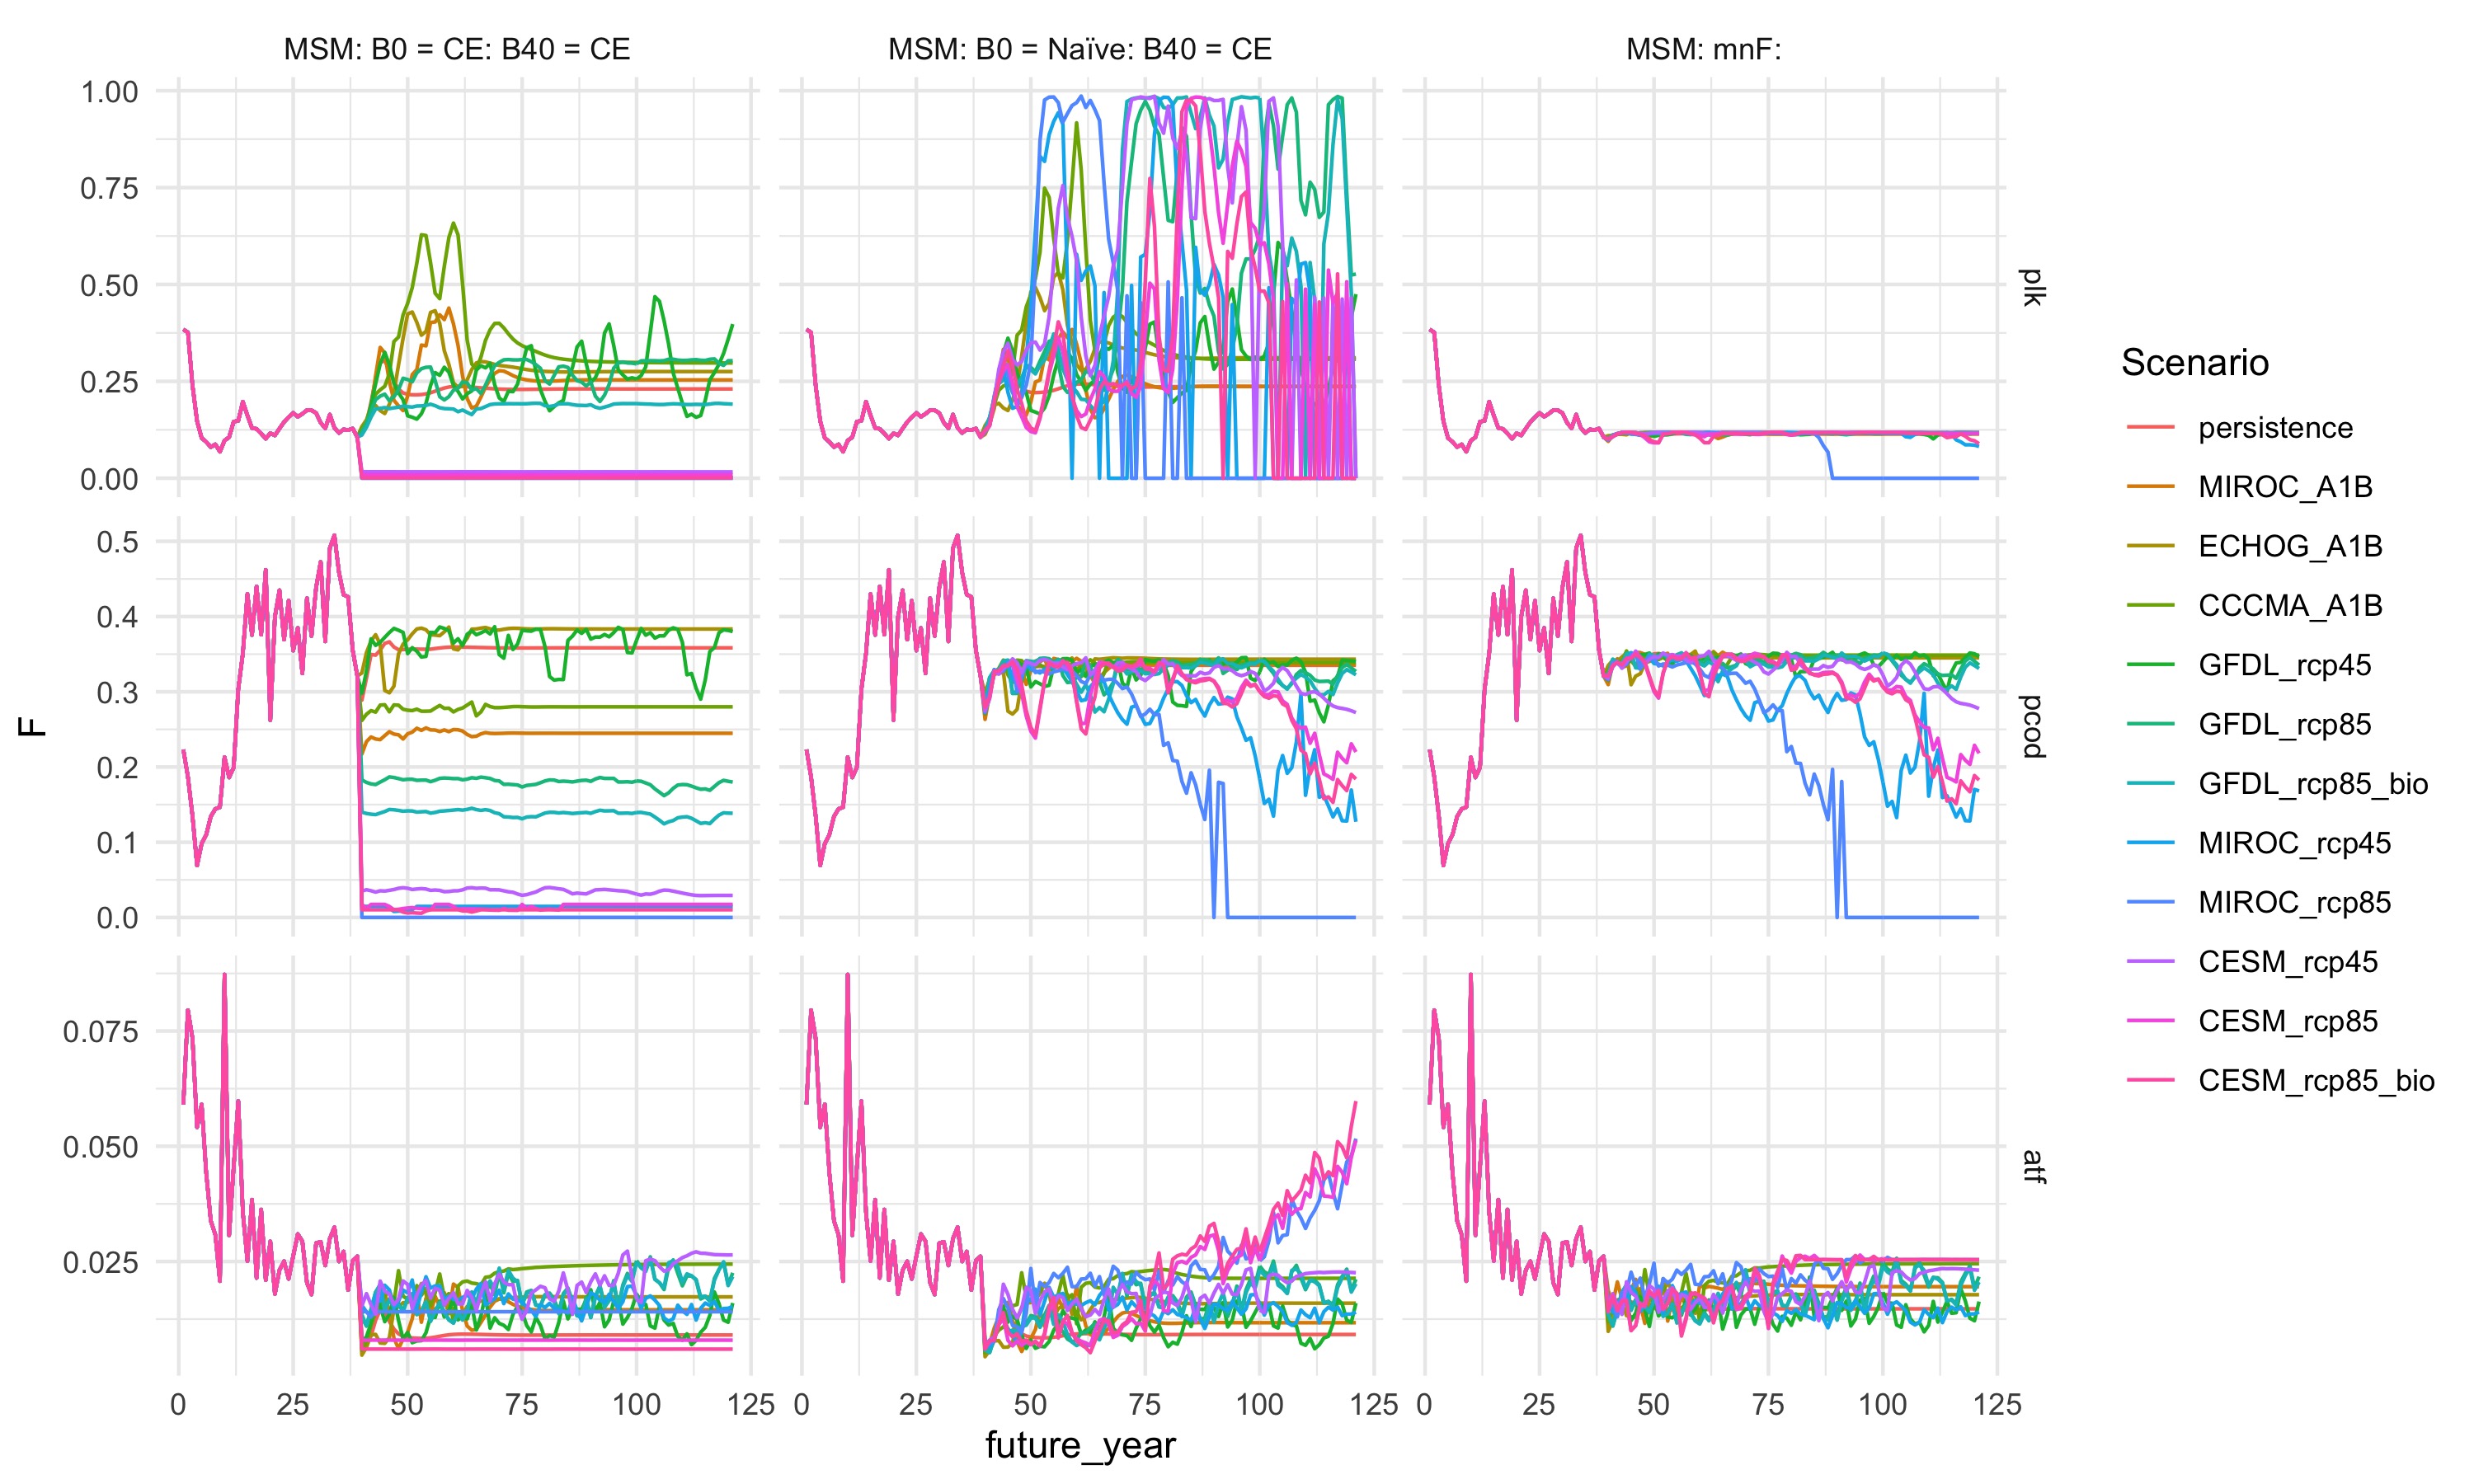 MSM: B0 = CE: B40 = CE
MSM: B0 = Naïve: B40 = CE
MSM: mnF:
1.00
0.75
0.50
0.25
0.00
plk
0.5
0.4
0.3
0.2
0.1
0.0
pcod
0.075
0.050
0.025
atf
F
0 25 50 75 100 125
0 25 50 75 100 125
0 25 50 75 100 125
future_year
Scenario
persistence
MIROC_A1B
ECHOG_A1B
CCCMA_A1B
GFDL_rcp45
GFDL_rcp85
GFDL_rcp85_bio
MIROC_rcp45
MIROC_rcp85
CESM_rcp45
CESM_rcp85
CESM_rcp85_bio